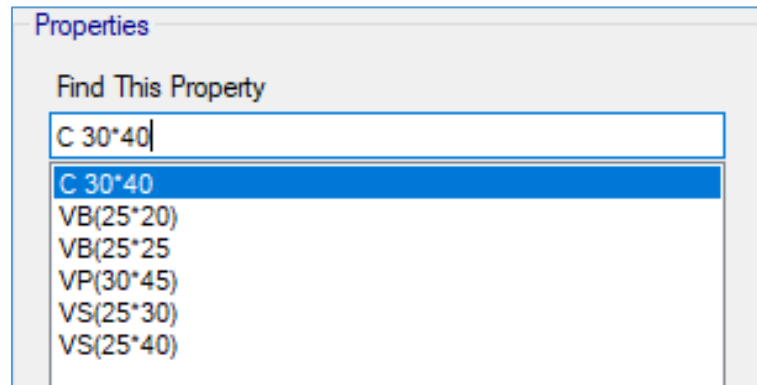 Properties
Find This Property
C 30*40
C 30*40
VB(25*20)
VB(25*25
VP(30*45)
VS(25*30)
VS(25*40)